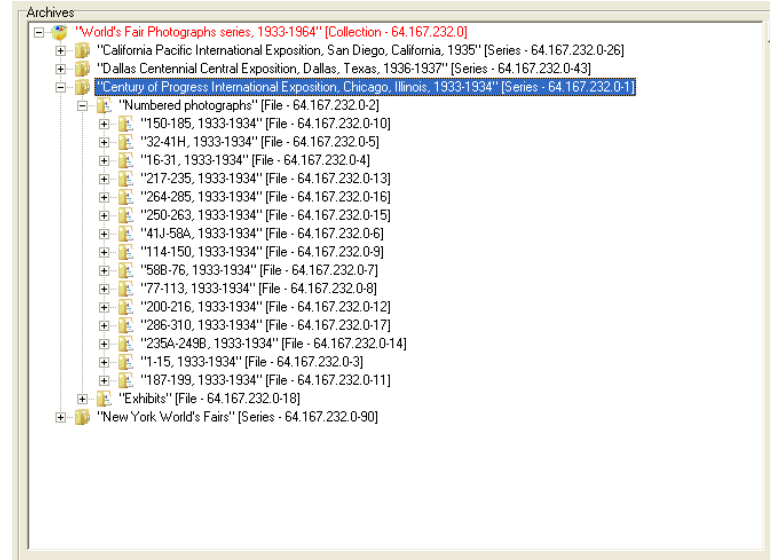 Archives
"World's Fair Photographs series, 1933-1964" [Collection - 64.167.232.0]
"California Pacific International Exposition, San Diego, California, 1935" [Series - 64.167.232.0-26]
"Dallas Centennial Central Exposition, Dallas, Texas, 1936-1937" [Series - 64.167.232.0-43]
"Century of Progress International Exposition, Chicago, Illinois, 1933-1934" [Series - 64.167.232.0-1]
"Numbered photographs" [File - 64.167.232.0-2]
"150-185, 1933-1934" [File - 64.167.232.0-10]
"32-41H, 1933-1934" [File - 64.167.232.0-5]
"16-31, 1933-1934" [File - 64.167.232.0-4]
"217-235, 1933-1934" [File - 64.167.232.0-13]
"264-285, 1933-1934" [File - 64.167.232.0-16]
"250-263, 1933-1934" [File - 64.167.232.0-15]
"41J-58A, 1933-1934" [File - 64.167.232.0-6]
"114-150, 1933-1934" [File - 64.167.232.0-9]
"58B-76, 1933-1934" [File - 64.167.232.0-7]
"77-113, 1933-1934" [File - 64.167.232.0-8]
"200-216, 1933-1934" [File - 64.167.232.0-12]
"286-310, 1933-1934" [File - 64.167.232.0-17]
"235A-249B, 1933-1934" [File - 64.167.232.0-14]
"1-15, 1933-1934" [File - 64.167.232.0-3]
"187-199, 1933-1934" [File - 64.167.232.0-11]
"Exhibits" [File - 64.167.232.0-18]
"New York World's Fairs" [Series - 64.167.232.0-90]